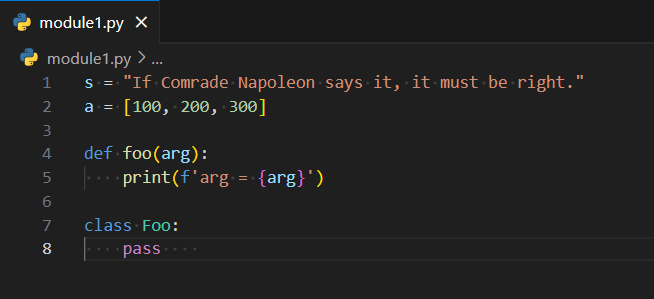 module1.py ×
module1.py > ...
1 s = "If Comrade Napoleon says it, it must be right."
2 a = [100, 200, 300]
3
4 def foo(arg):
5     print(f'arg = {arg}')
6
7 class Foo:
8     pass